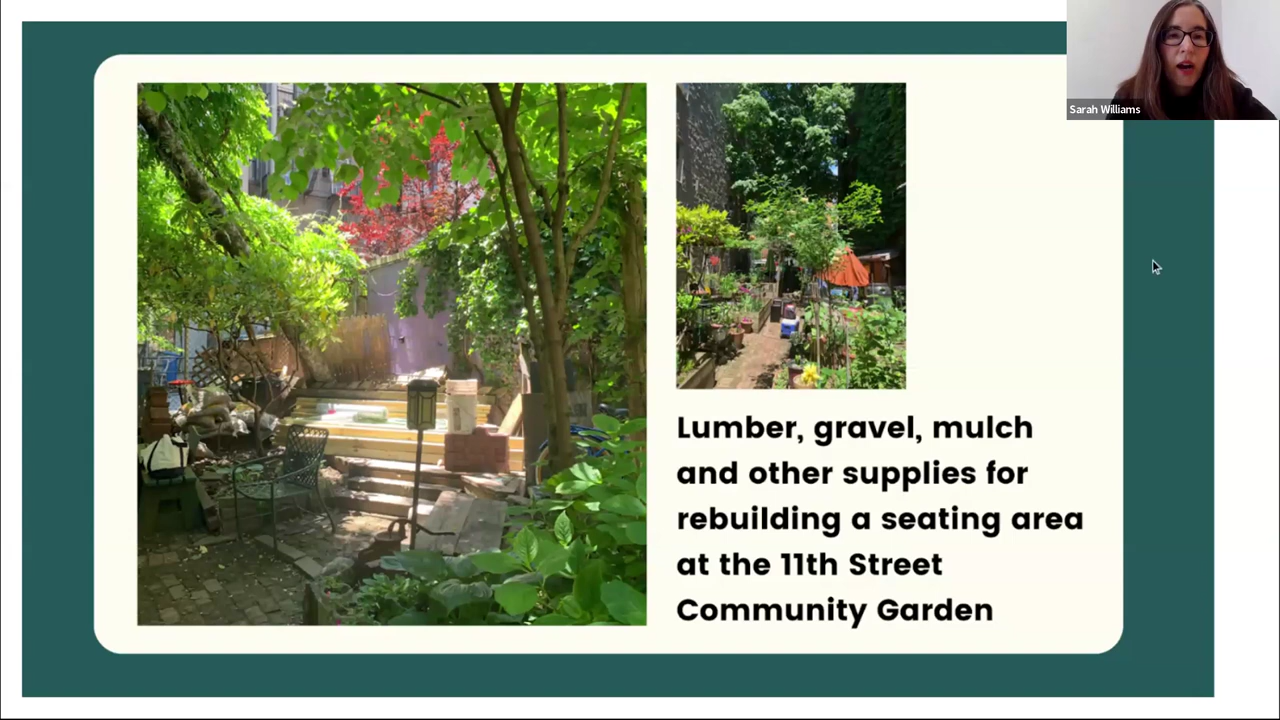 Sarah Williams
Lumber, gravel, mulch
and other supplies for
rebuilding a seating area
at the 11th Street
Community Garden